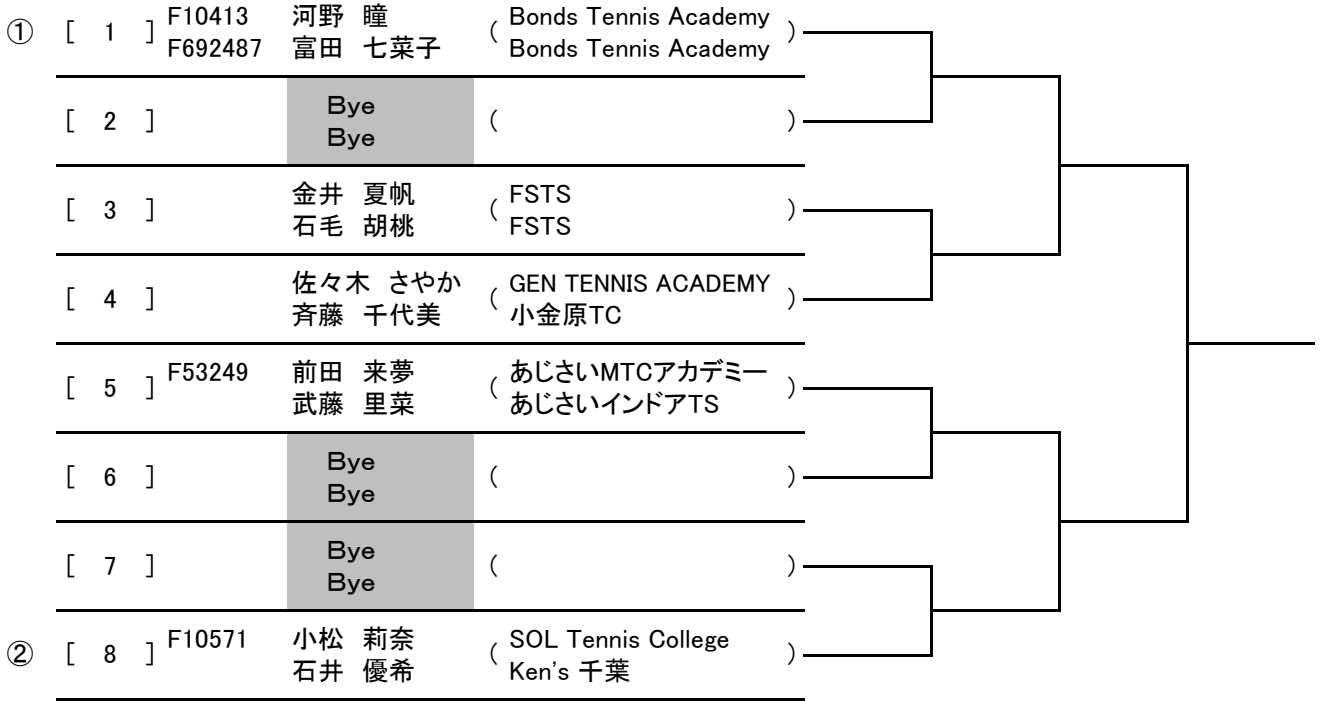 ① [ 1 ] F10413 河野 瞳 ( Bonds Tennis Academy )
F692487 富田 七菜子 Bonds Tennis Academy
[ 2 ] Bye ( )
Bye
[ 3 ] 金井 夏帆 ( FSTS )
石毛 胡桃 FSTS
[ 4 ] 佐々木 さやか ( GEN TENNIS ACADEMY )
斉藤 千代美 小金原TC
[ 5 ] F53249 前田 来夢 ( あじさいMTCアカデミー )
武藤 里菜 あじさいインドアTS
[ 6 ] Bye ( )
Bye
[ 7 ] Bye ( )
Bye
② [ 8 ] F10571 小松 莉奈 ( SOL Tennis College )
石井 優希 Ken's 千葉